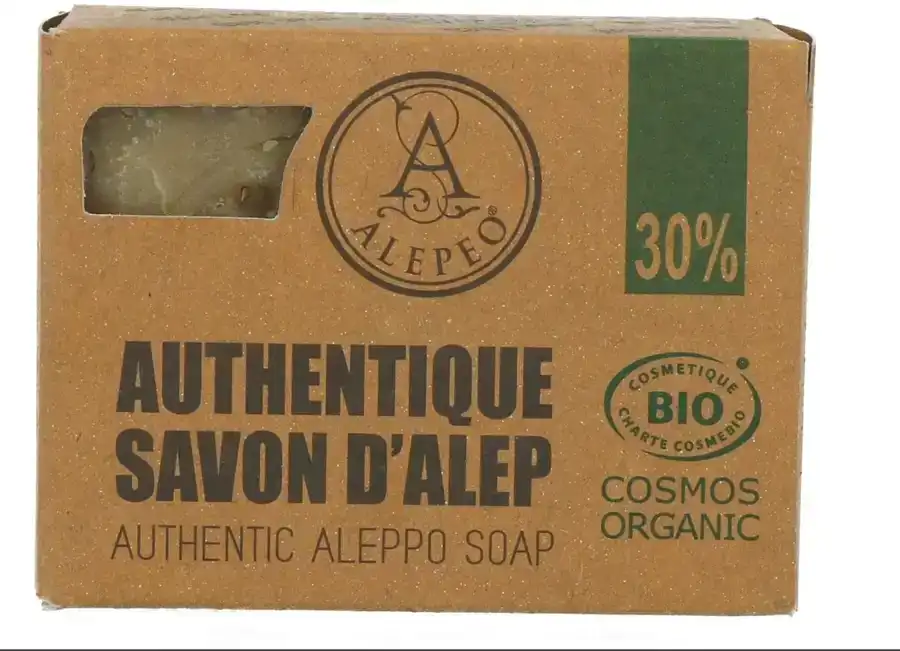 A
ALEPEO®
30%
AUTHENTIQUE
SAVON D'ALEP
AUTHENTIC ALEPPO SOAP
COSMETIQUE
BIO
CHARTE COSMEBIO
COSMOS
ORGANIC